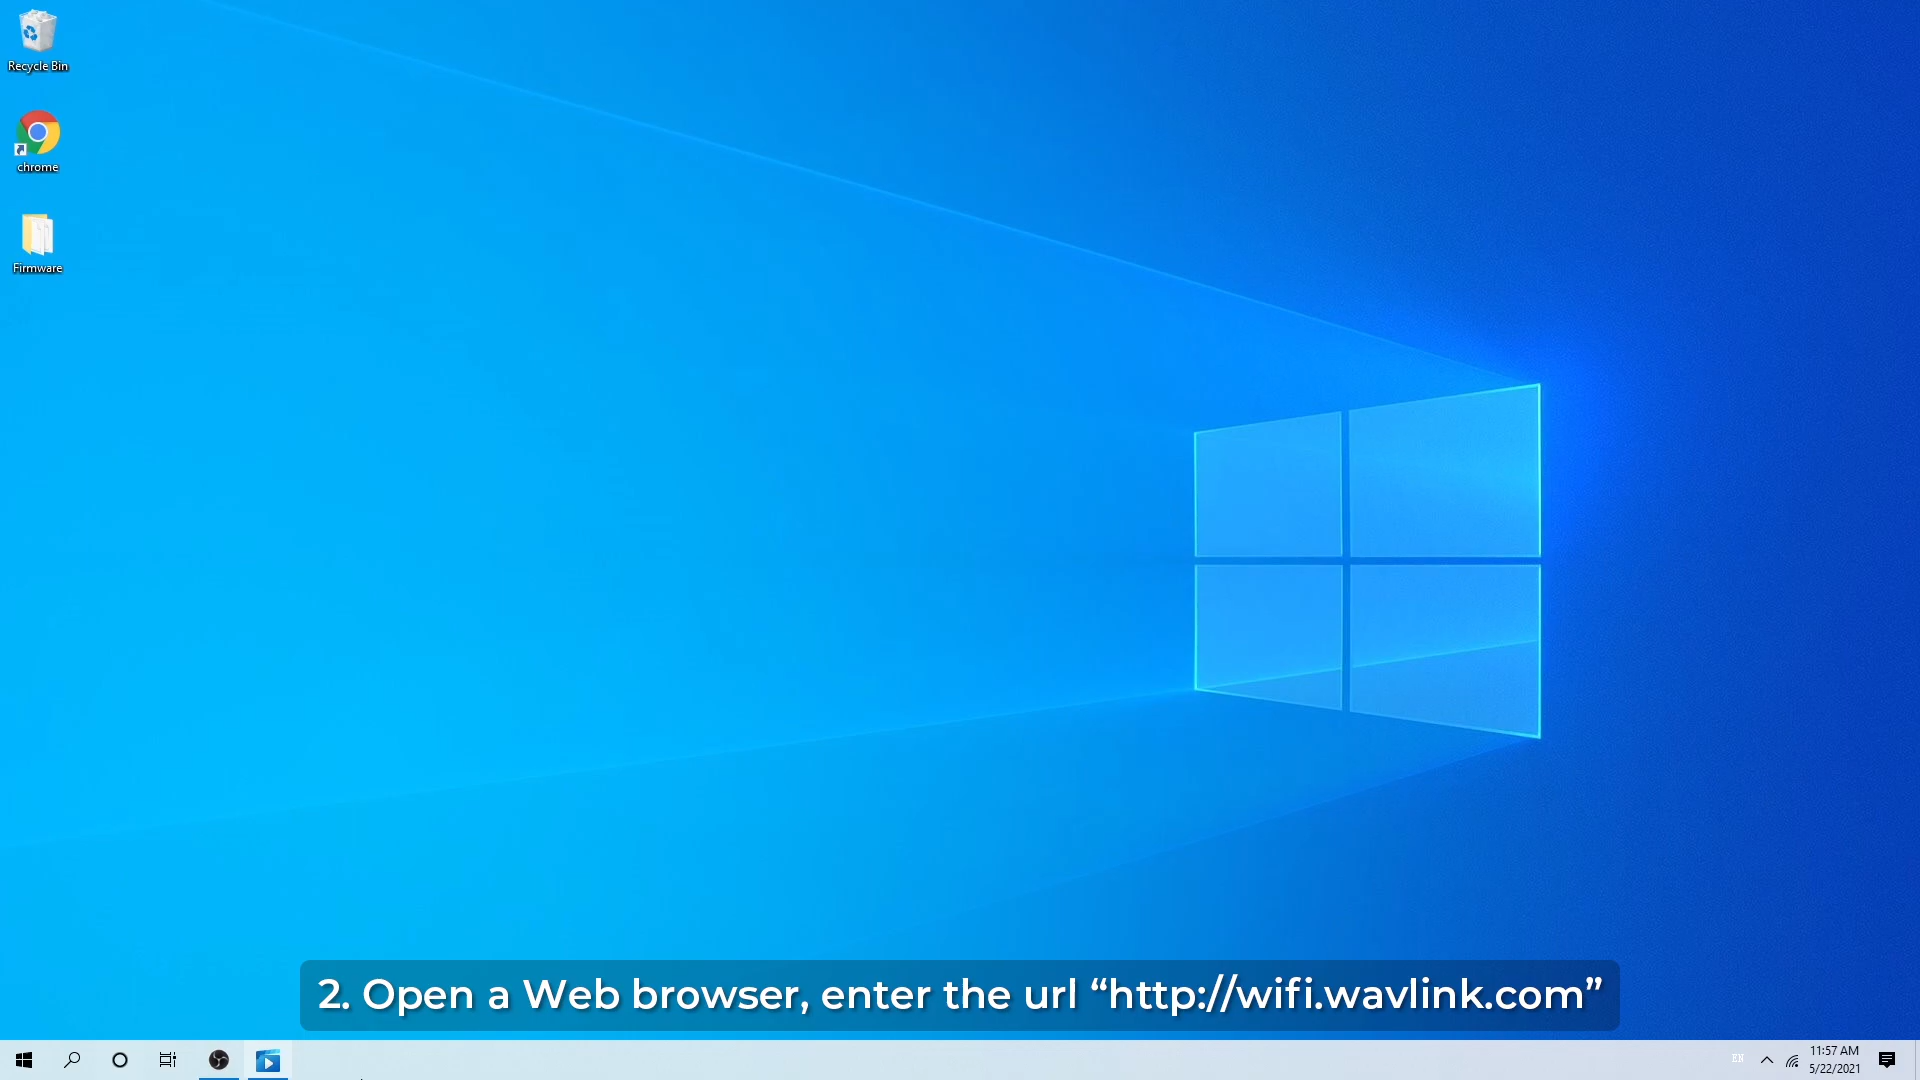 Recycle Bin
chrome
Firmware
2. Open a Web browser, enter the url “http://wifi.wavlink.com”
EN
11:57 AM
5/22/2021